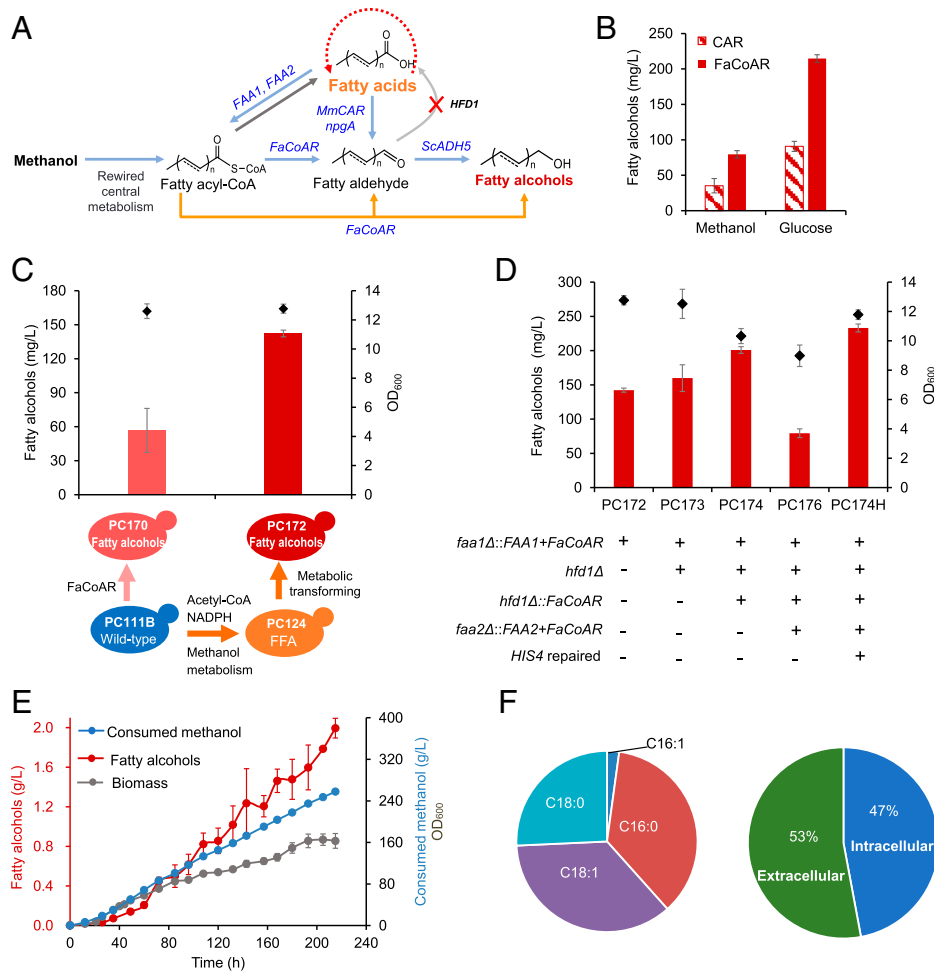 A
O
OH
n
Fatty acids
FAA1, FAA2
MmCAR
npgA
HFD1
O
S–CoA
n
FaCoAR
O
n
ScADH5
OH
n
Methanol
Rewired
central
metabolism
Fatty acyl-CoA
Fatty aldehyde
Fatty alcohols
FaCoAR
B
Fatty alcohols (mg/L)
250
200
150
100
50
0
CAR
FaCoAR
Methanol
Glucose
C
Fatty alcohols (mg/L)
180
150
120
90
60
30
0
14
12
10
8
6
4
2
0
OD600
PC170
Fatty alcohols
PC172
Fatty alcohols
FaCoAR
Metabolic
transforming
PC111B
Wild-type
Acetyl-CoA
NADPH
Methanol
metabolism
PC124
FFA
D
Fatty alcohols (mg/L)
300
250
200
150
100
50
0
14
12
10
8
6
4
2
0
OD600
PC172 PC173 PC174 PC176 PC174H
faa1Δ::FAA1+FaCoAR + + + + +
hfd1Δ - + + + +
hfd1Δ::FaCoAR - - + + +
faa2Δ::FAA2+FaCoAR - - - + +
HIS4 repaired - - - - +
E
Fatty alcohols (g/L)
2.0
1.6
1.2
0.8
0.4
0.0
Consumed methanol
Fatty alcohols
Biomass
400
320
240
160
80
0
Consumed methanol (g/L)
OD600
0 40 80 120 160 200 240
Time (h)
F
C16:1
C18:0
C16:0
C18:1
53%
Extracellular
47%
Intracellular